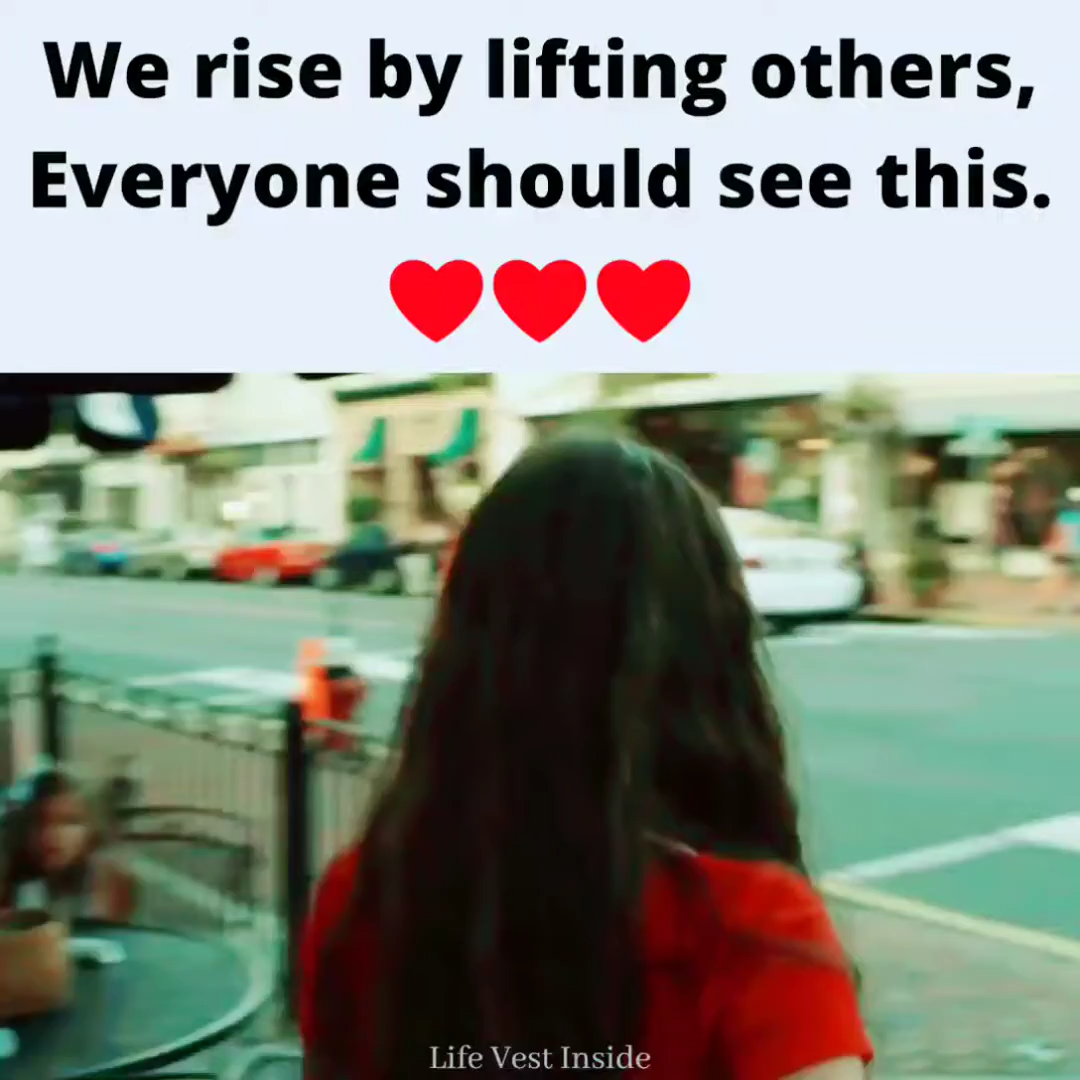 We rise by lifting others,
Everyone should see this.
❤❤❤
Life Vest Inside